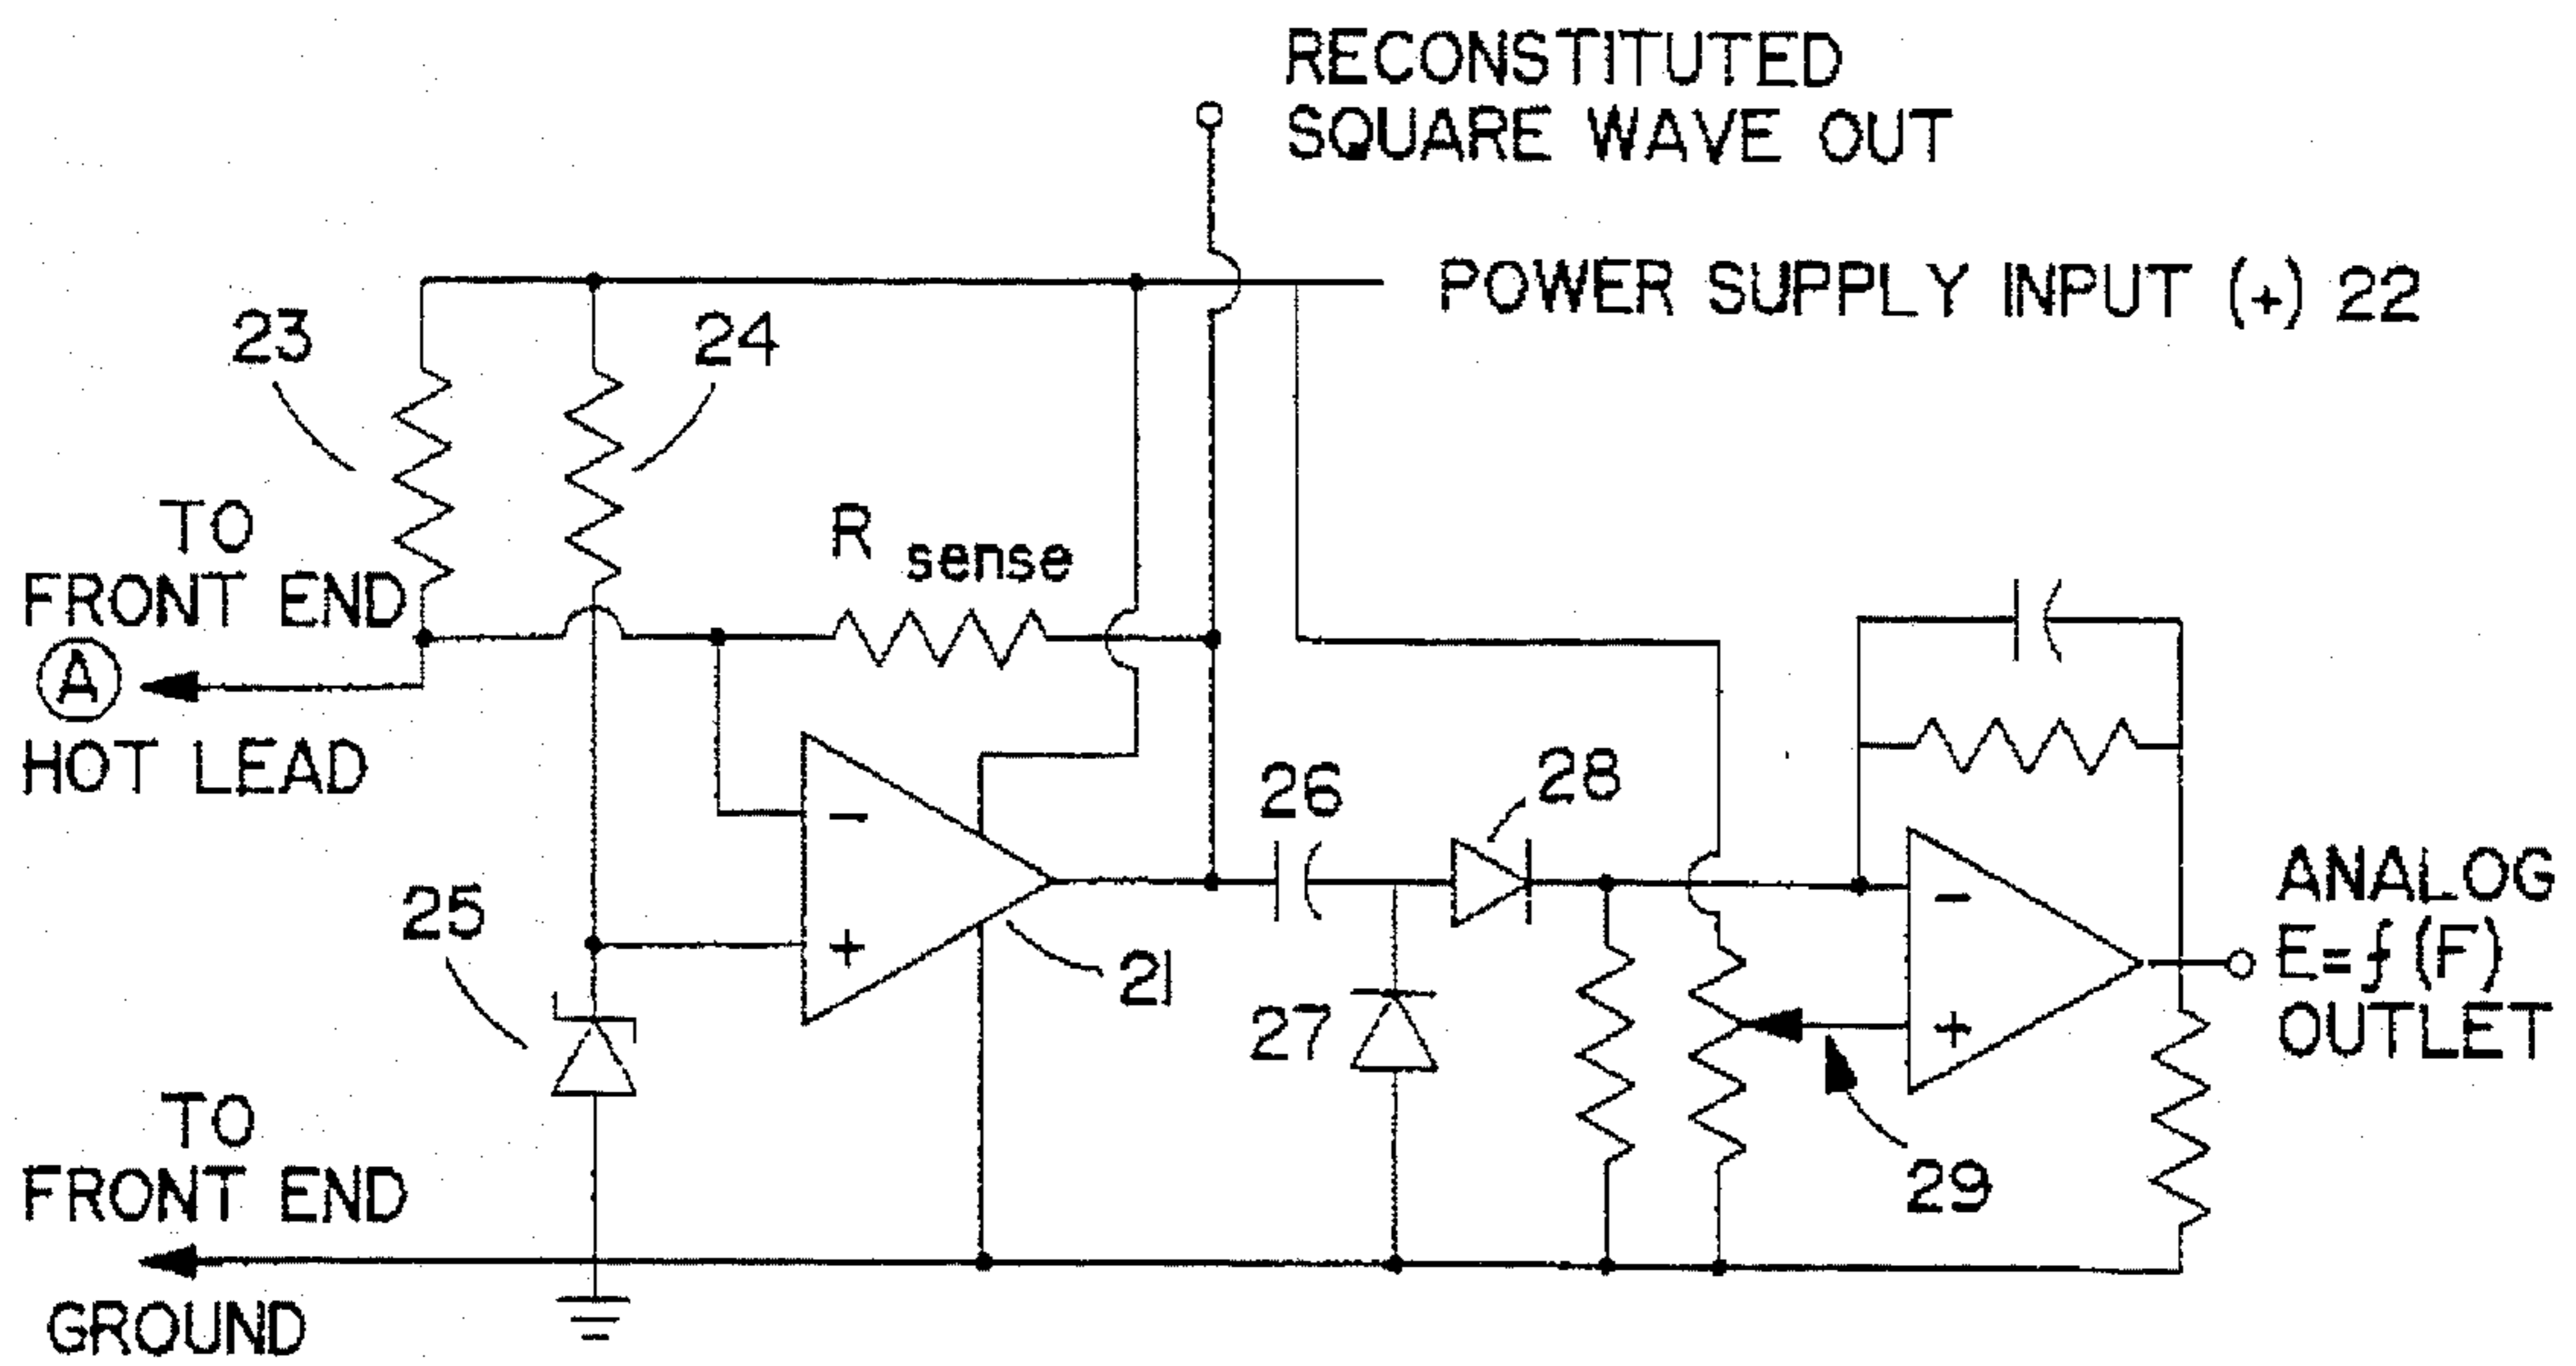 RECONSTITUTED
SQUARE WAVE OUT
POWER SUPPLY INPUT (+) 22
23
24
TO
FRONT END
A
HOT LEAD
R sense
25
-
+
21
26
27
28
-
+
29
ANALOG
E=f(F)
OUTLET
TO
FRONT END
GROUND